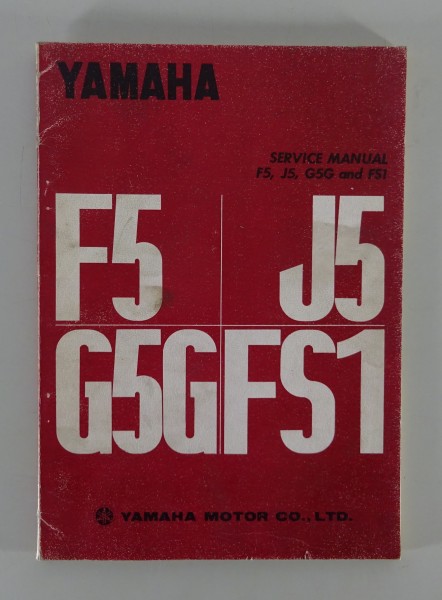 YAMAHA
SERVICE MANUAL
F5, J5, G5G and FS1
F5 J5
G5G FS1
YAMAHA MOTOR CO., LTD.